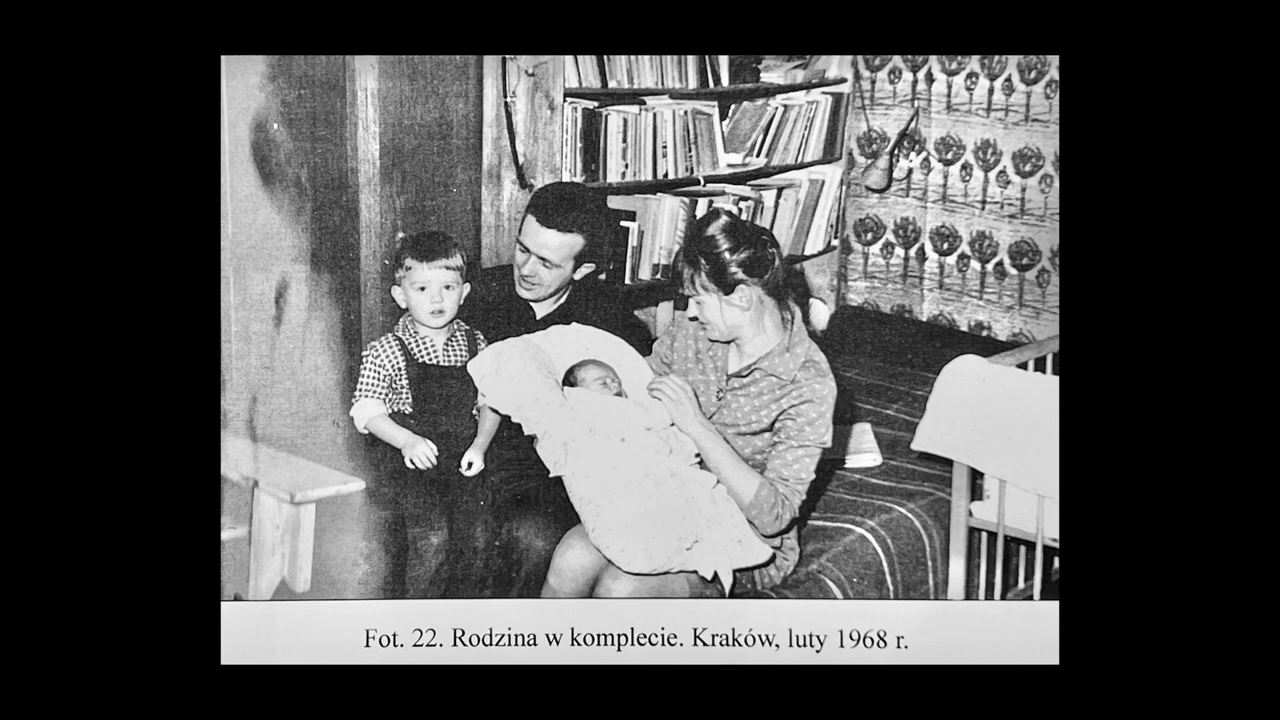 Fot. 22. Rodzina w komplecie. Kraków, luty 1968 r.